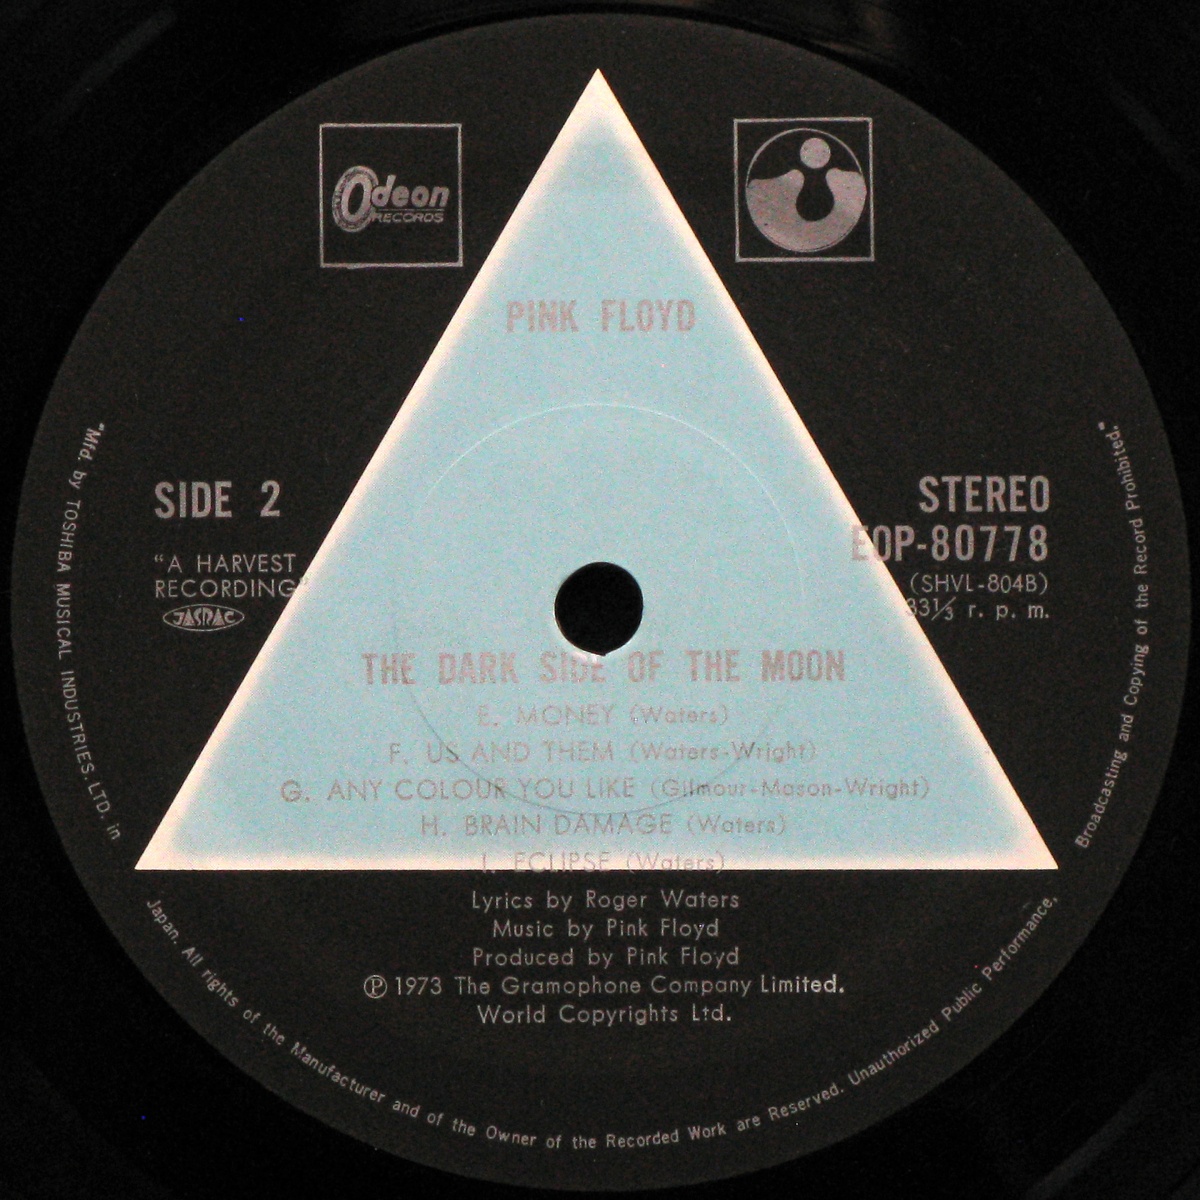 Odeon
RECORDS
PINK FLOYD
SIDE 2
"A HARVEST
RECORDING"
JASRAC
STEREO
EOP-80778
(SHVL-804B)
33⅓ r. p. m.
THE DARK SIDE OF THE MOON
E. MONEY (Waters)
F. US AND THEM (Waters-Wright)
G. ANY COLOUR YOU LIKE (Gilmour-Mason-Wright)
H. BRAIN DAMAGE (Waters)
I. ECLIPSE (Waters)
Lyrics by Roger Waters
Music by Pink Floyd
Produced by Pink Floyd
Ⓟ 1973 The Gramophone Company Limited.
World Copyrights Ltd.
"Mfd. by TOSHIBA MUSICAL INDUSTRIES. LTD. in Japan. All rights of the Manufacturer and of the Owner of the Recorded Work are Reserved. Unauthorized Public Performance, Broadcasting and Copying of the Record Prohibited."